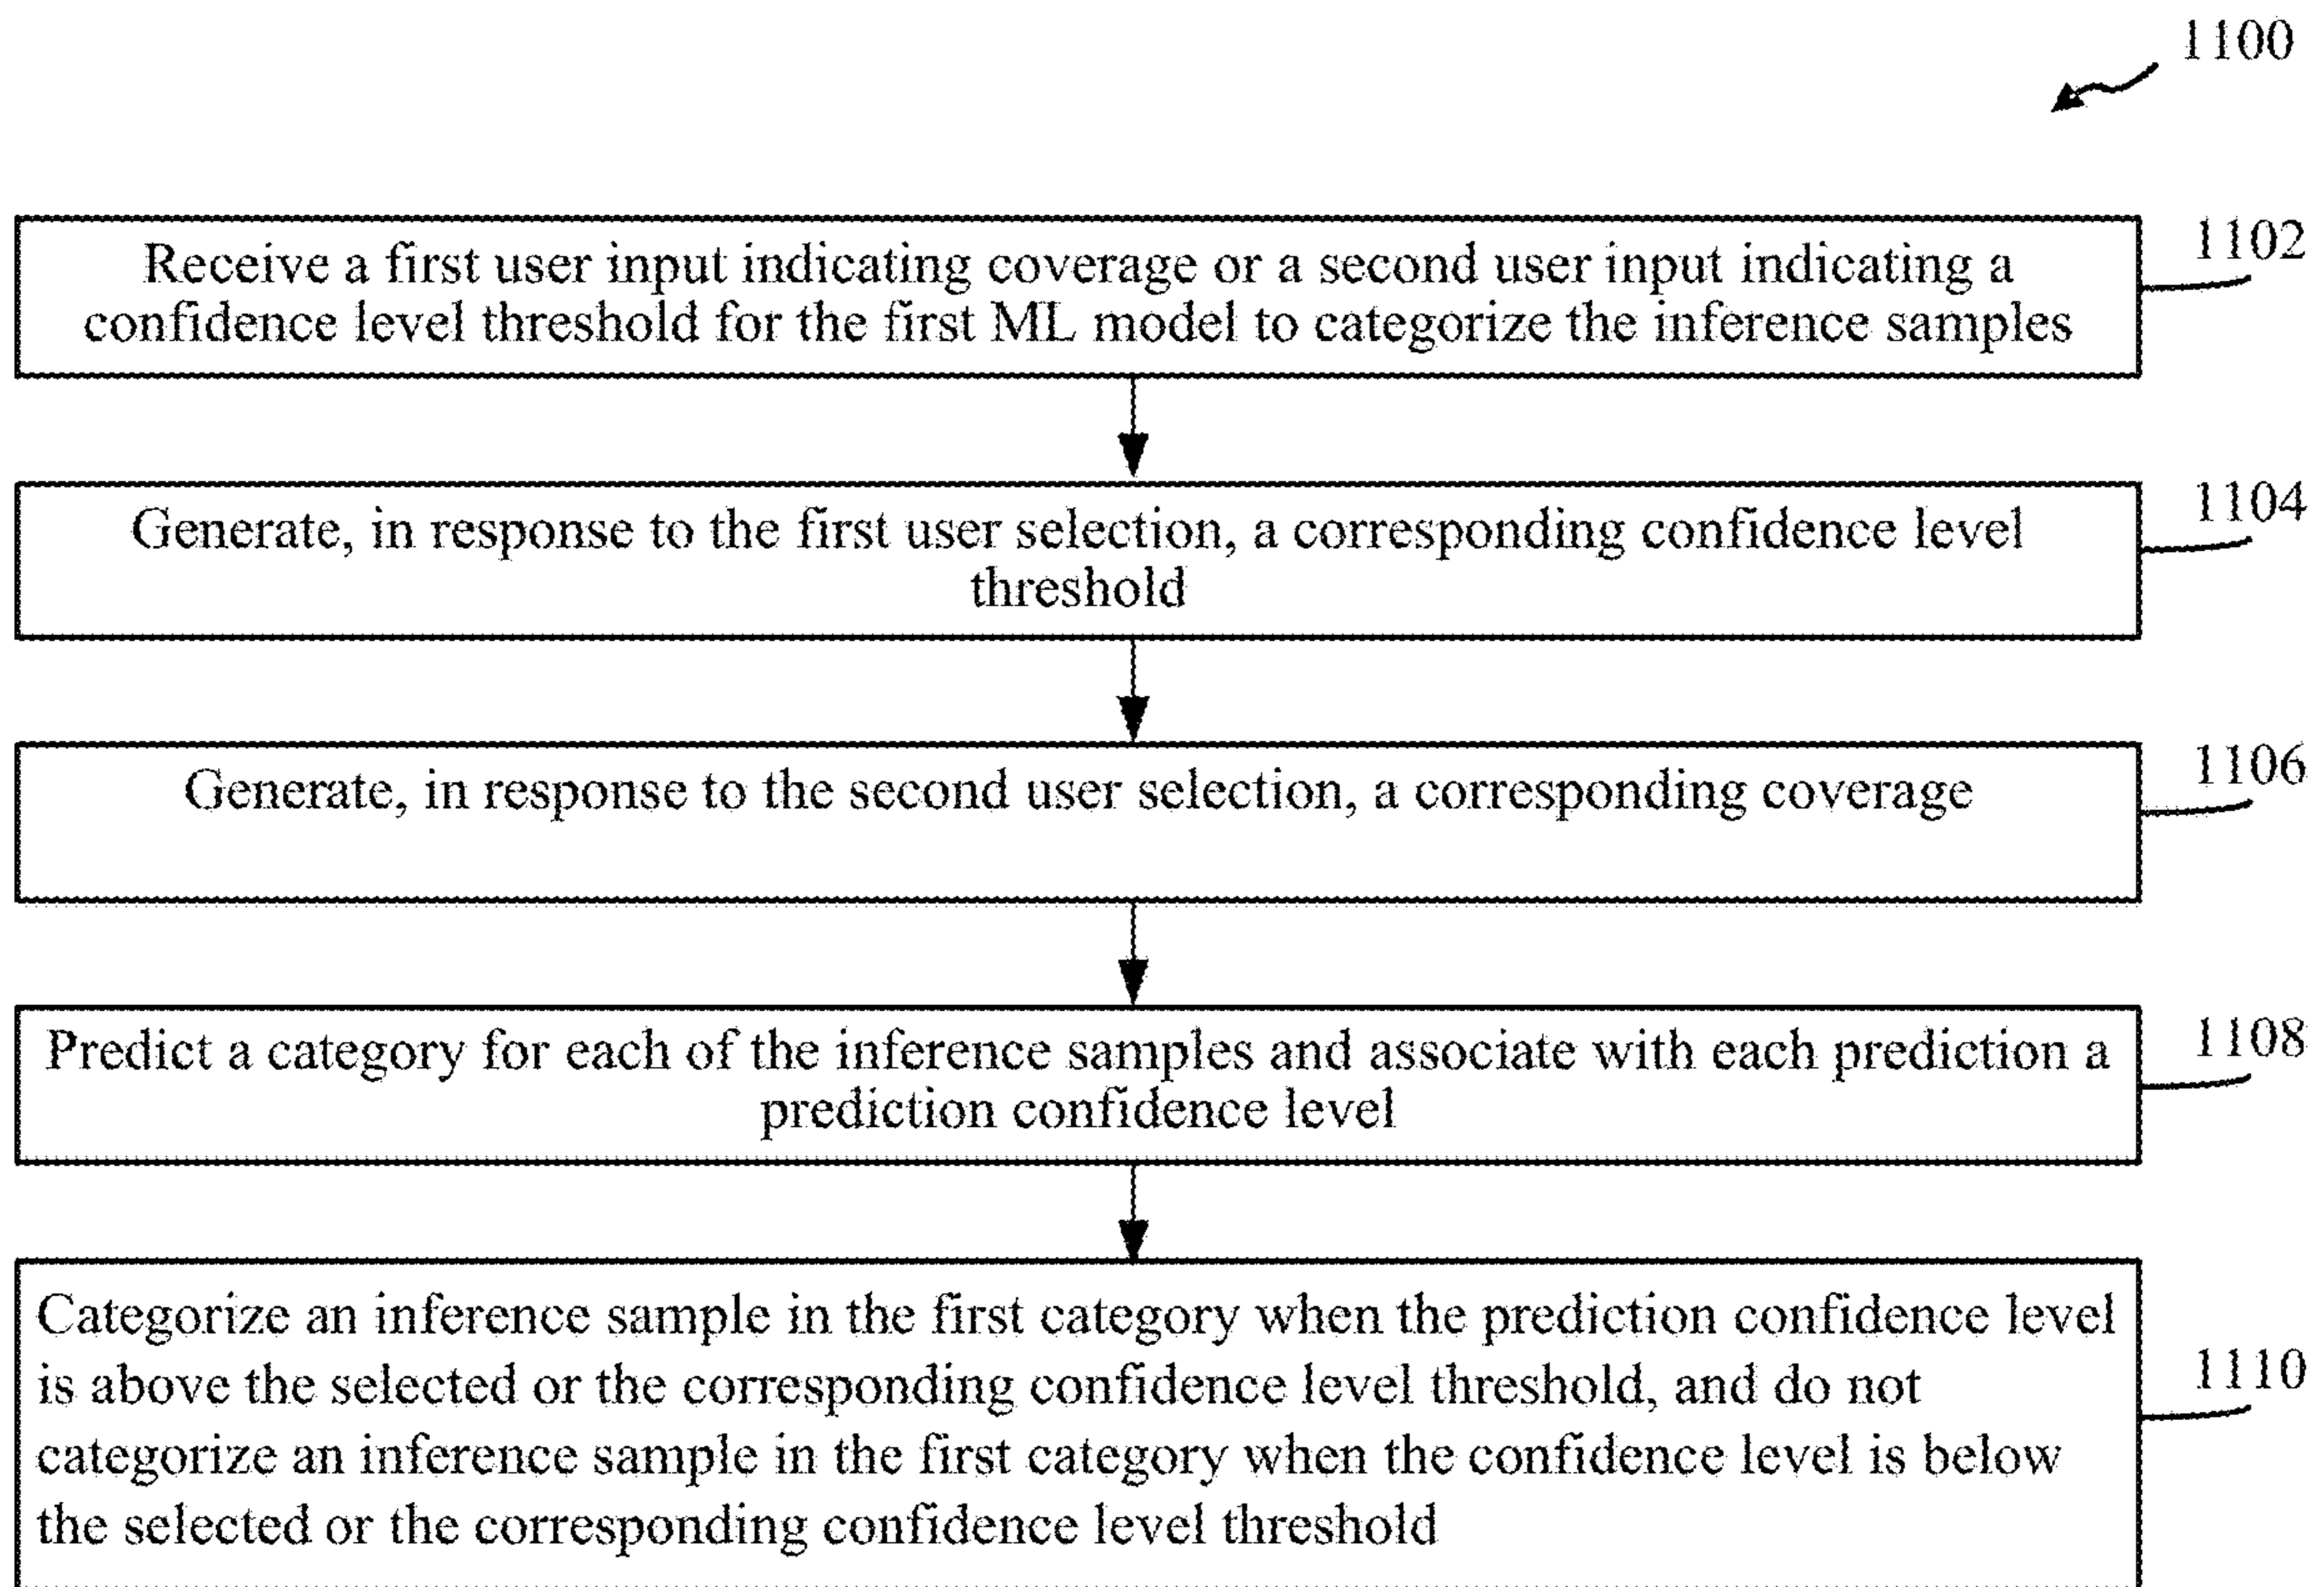 1100
Receive a first user input indicating coverage or a second user input indicating a
confidence level threshold for the first ML model to categorize the inference samples
1102
Generate, in response to the first user selection, a corresponding confidence level
threshold
1104
Generate, in response to the second user selection, a corresponding coverage
1106
Predict a category for each of the inference samples and associate with each prediction a
prediction confidence level
1108
Categorize an inference sample in the first category when the prediction confidence level
is above the selected or the corresponding confidence level threshold, and do not
categorize an inference sample in the first category when the confidence level is below
the selected or the corresponding confidence level threshold
1110